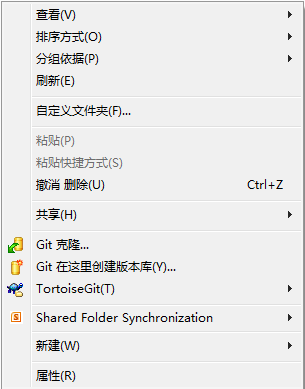 查看(V)
排序方式(O)
分组依据(P)
刷新(E)
自定义文件夹(F)...
粘贴(P)
粘贴快捷方式(S)
撤消 删除(U) Ctrl+Z
共享(H)
Git 克隆...
Git 在这里创建版本库(Y)...
TortoiseGit(T)
S Shared Folder Synchronization
新建(W)
属性(R)